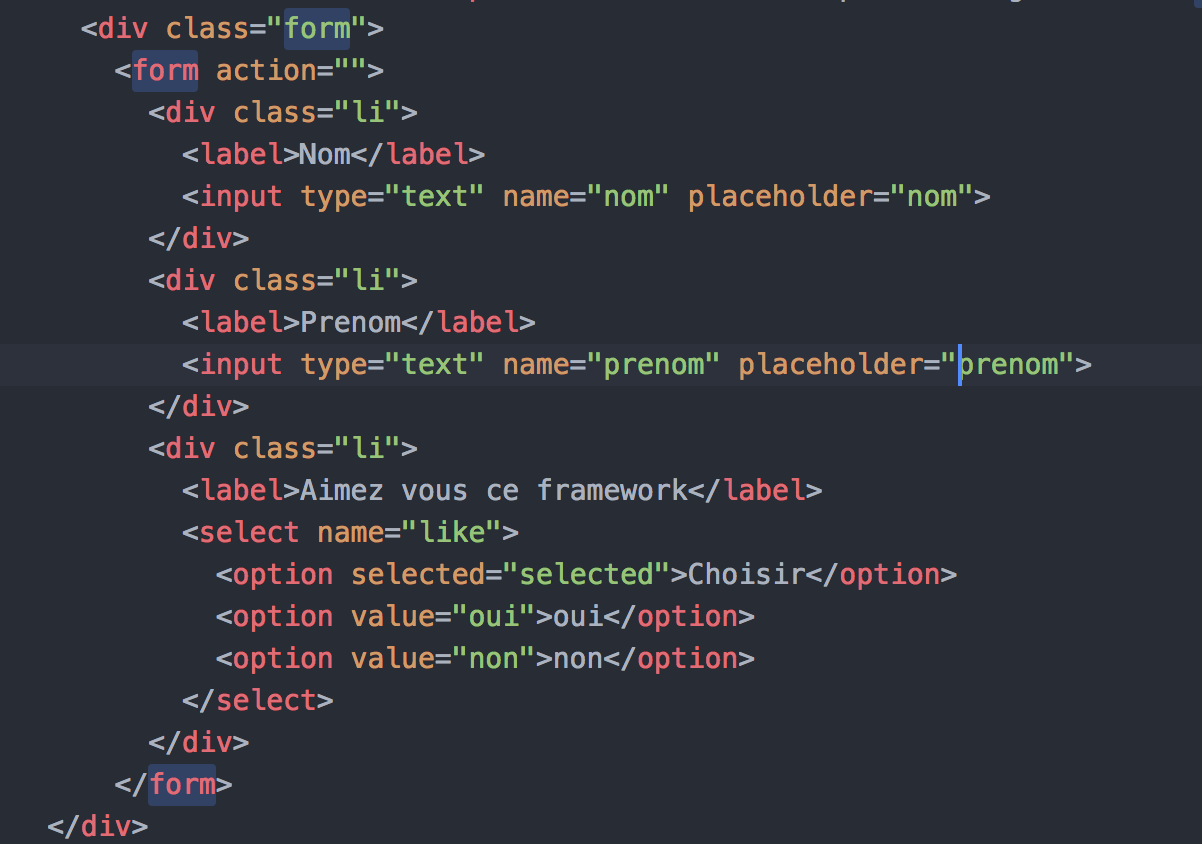 <div class="form">
<form action="">
<div class="li">
<label>Nom</label>
<input type="text" name="nom" placeholder="nom">
</div>
<div class="li">
<label>Prenom</label>
<input type="text" name="prenom" placeholder="prenom">
</div>
<div class="li">
<label>Aimez vous ce framework</label>
<select name="like">
<option selected="selected">Choisir</option>
<option value="oui">oui</option>
<option value="non">non</option>
</select>
</div>
</form>
</div>